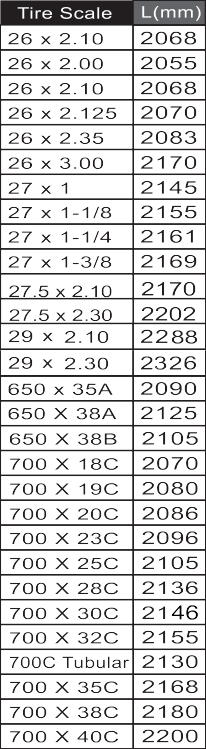 Tire Scale L(mm)
26 x 2.10 2068
26 x 2.00 2055
26 x 2.10 2068
26 x 2.125 2070
26 x 2.35 2083
26 x 3.00 2170
27 x 1 2145
27 x 1-1/8 2155
27 x 1-1/4 2161
27 x 1-3/8 2169
27.5 x 2.10 2170
27.5 x 2.30 2202
29 x 2.10 2288
29 x 2.30 2326
650 x 35A 2090
650 X 38A 2125
650 X 38B 2105
700 X 18C 2070
700 X 19C 2080
700 X 20C 2086
700 X 23C 2096
700 X 25C 2105
700 X 28C 2136
700 X 30C 2146
700 X 32C 2155
700C Tubular 2130
700 X 35C 2168
700 X 38C 2180
700 X 40C 2200